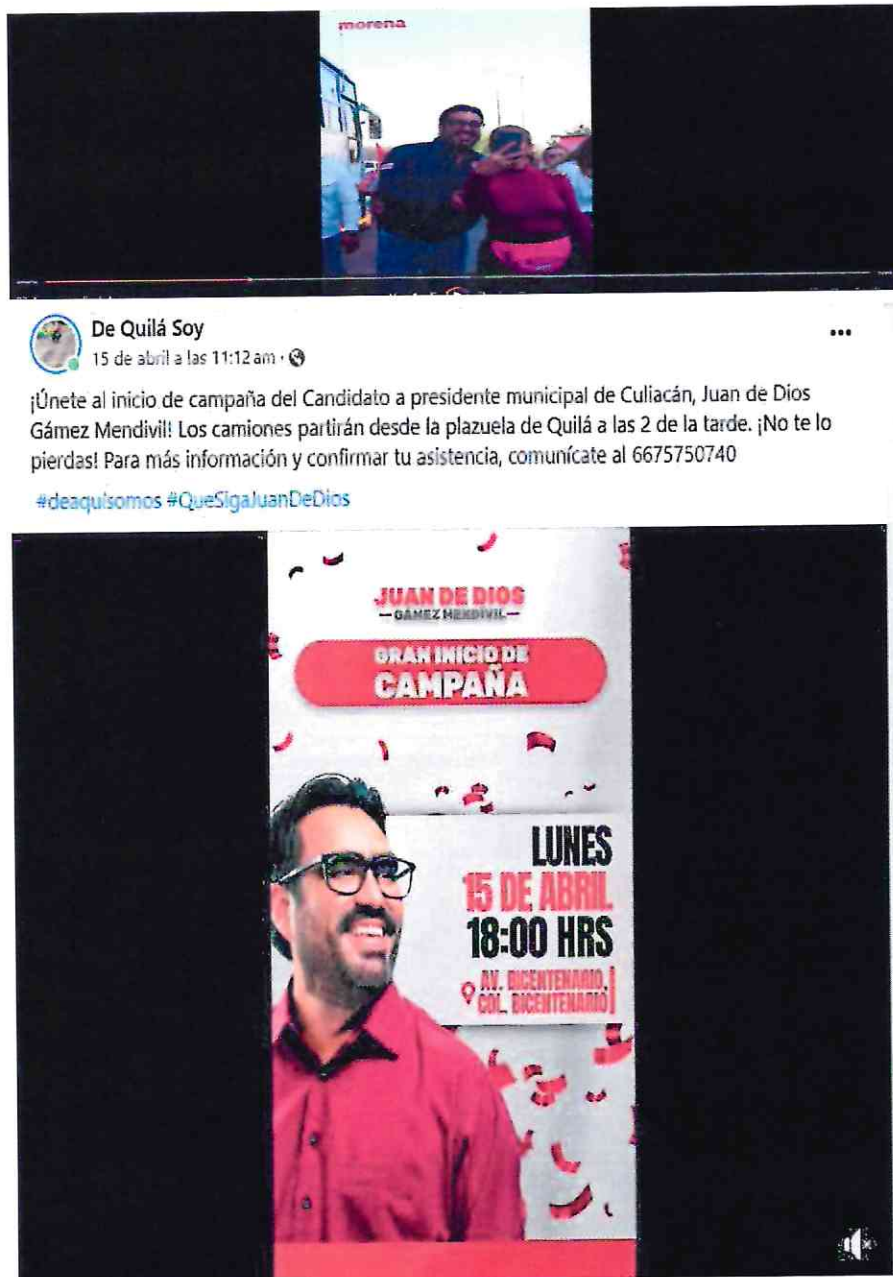 morena
De Quilá Soy
15 de abril a las 11:12 am ·
¡Únete al inicio de campaña del Candidato a presidente municipal de Culiacán, Juan de Dios
Gámez Mendivil! Los camiones partirán desde la plazuela de Quilá a las 2 de la tarde. ¡No te lo
pierdas! Para más información y confirmar tu asistencia, comunícate al 6675750740
#deaquísomos #QueSigaJuanDeDios
JUAN DE DIOS
GÁMEZ MENDÍVIL
GRAN INICIO DE
CAMPAÑA
LUNES
15 DE ABRIL
18:00 HRS
AV. BICENTENARIO,
COL. BICENTENARIO